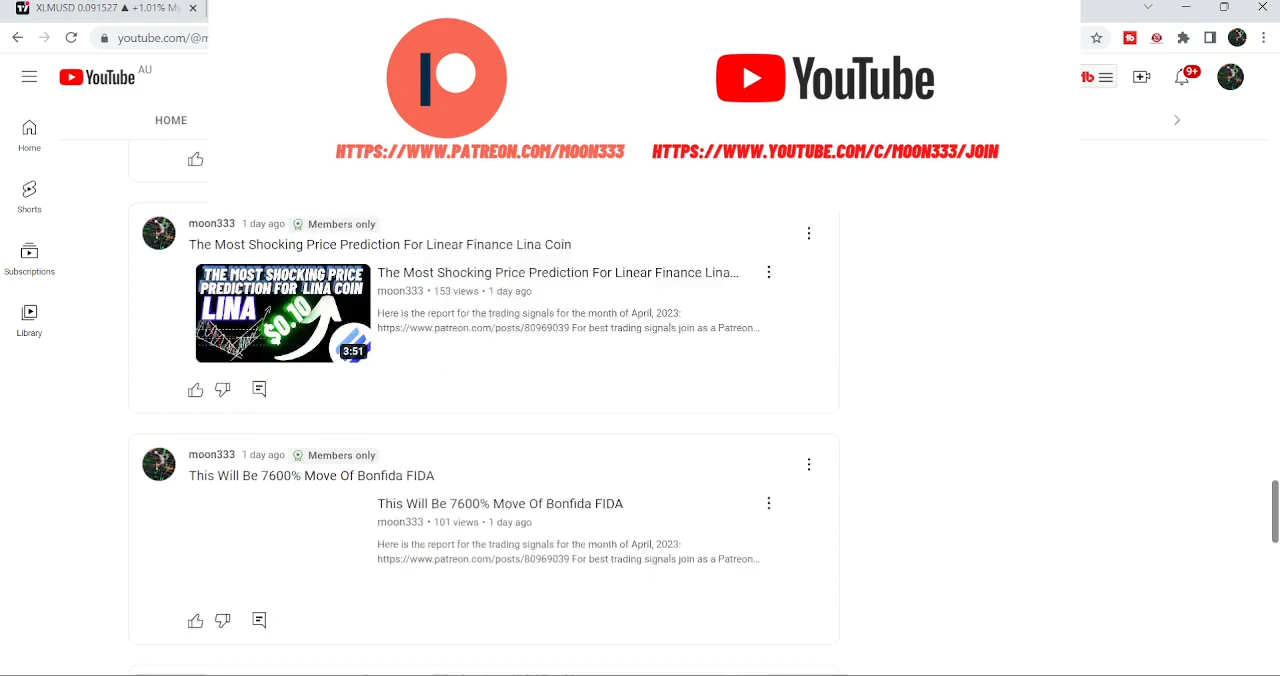 XLMUSD 0.091527 ▲ +1.01% My
youtube.com/@m
YouTube AU
YouTube
HTTPS://WWW.PATREON.COM/MOON333
HTTPS://WWW.YOUTUBE.COM/C/MOON333/JOIN
9+
HOME
Home
Shorts
Subscriptions
Library
moon333 1 day ago Members only
The Most Shocking Price Prediction For Linear Finance Lina Coin
THE MOST SHOCKING PRICE
PREDICTION FOR LINA COIN
LINA
$0.10
3:51
The Most Shocking Price Prediction For Linear Finance Lina...
moon333 • 153 views • 1 day ago
Here is the report for the trading signals for the month of April, 2023:
https://www.patreon.com/posts/80969039 For best trading signals join as a Patreon...
moon333 1 day ago Members only
This Will Be 7600% Move Of Bonfida FIDA
This Will Be 7600% Move Of Bonfida FIDA
moon333 • 101 views • 1 day ago
Here is the report for the trading signals for the month of April, 2023:
https://www.patreon.com/posts/80969039 For best trading signals join as a Patreon...